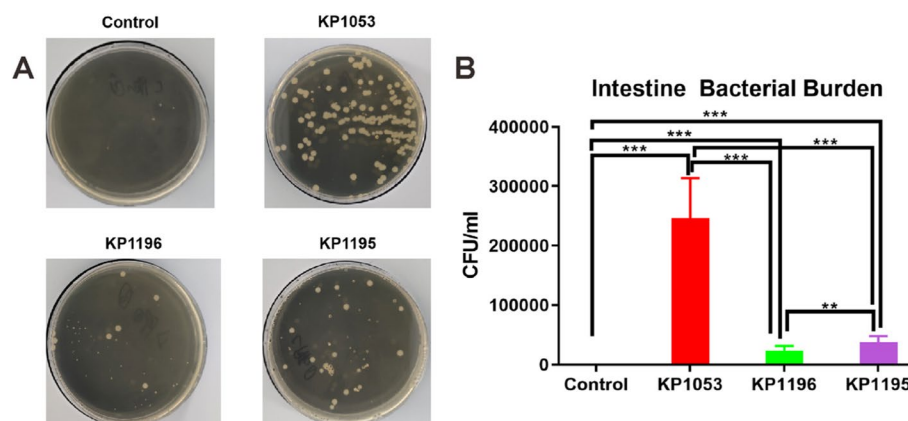 Control
KP1053
A
KP1196
KP1195
B
Intestine Bacterial Burden
***
***
***
***
***
**
400000
300000
200000
100000
0
CFU/ml
Control
KP1053
KP1196
KP1195